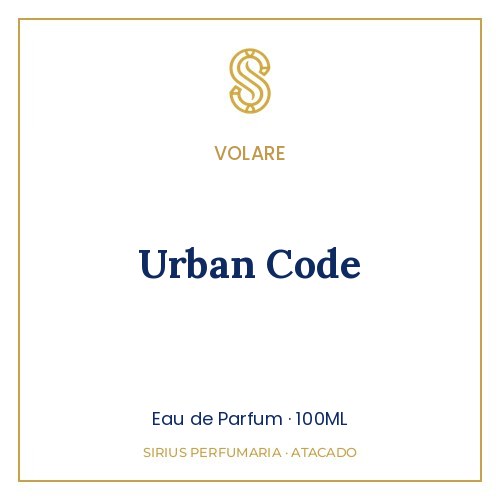 VOLARE
Urban Code
Eau de Parfum · 100ML
SIRIUS PERFUMARIA · ATACADO